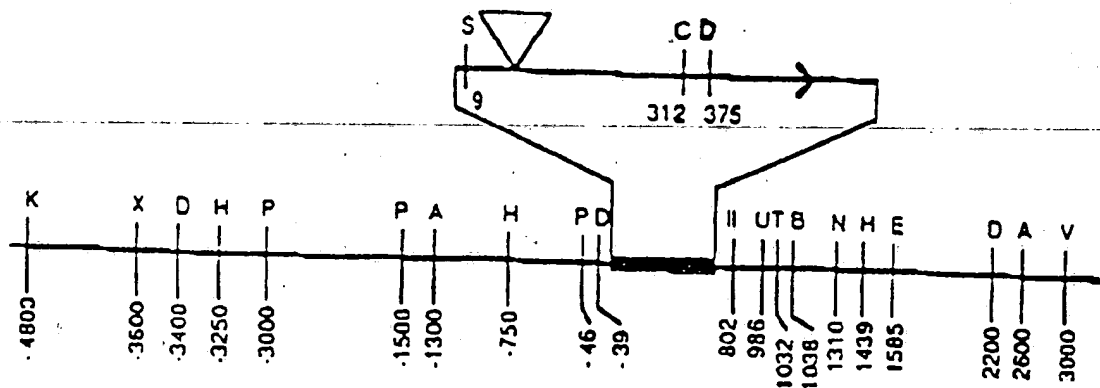 S C D
9 312 375
K X D H P P A H P D II U T B N H E D A V
-4800 -3600 -3400 -3250 -3000 -1500 -1300 -750 -46 -39 802 986 1032 1038 1310 1439 1585 2200 2600 3000